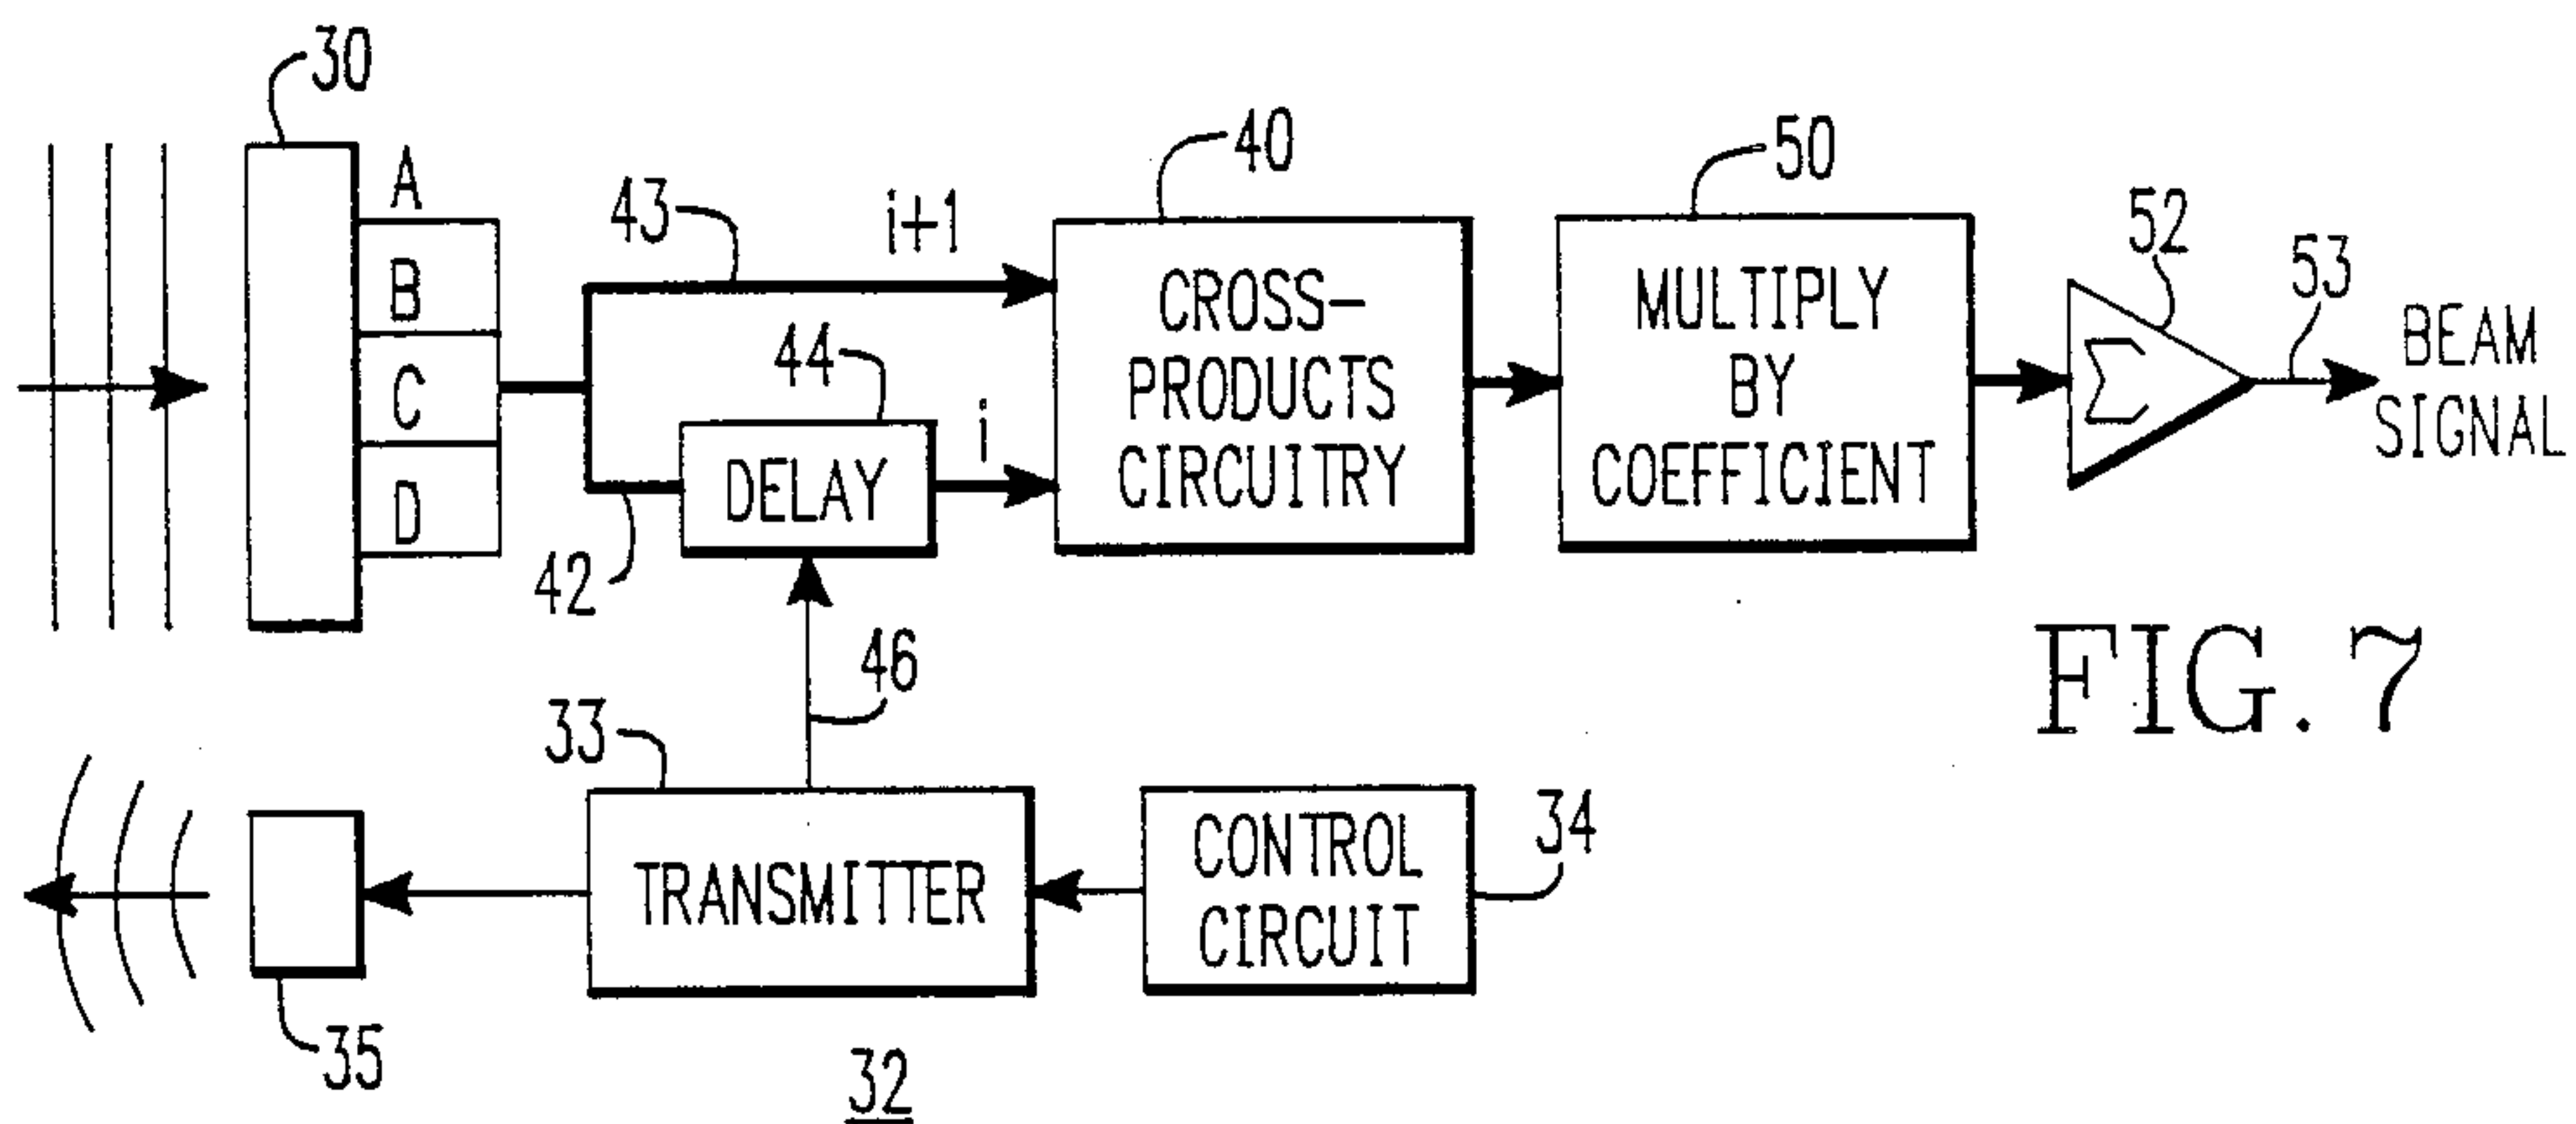 30
A
B
C
D
43
i+1
44
DELAY
i
42
46
40
CROSS-
PRODUCTS
CIRCUITRY
50
MULTIPLY
BY
COEFFICIENT
52
Σ
53
BEAM
SIGNAL
FIG. 7
33
TRANSMITTER
CONTROL
CIRCUIT
34
35
32